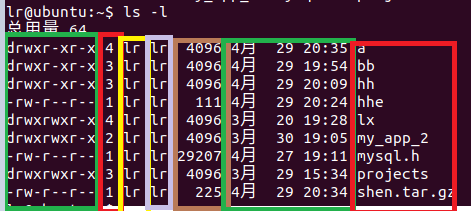 lr@ubuntu:~$ ls -l
总用量 64
drwxr-xr-x 4 lr lr 4096 4月 29 20:35 a
drwxr-xr-x 3 lr lr 4096 4月 29 19:54 bb
drwxr-xr-x 3 lr lr 4096 4月 29 20:09 hh
-rw-r--r-- 1 lr lr 111 4月 29 20:24 hhe
drwxrwxr-x 4 lr lr 4096 3月 20 19:28 lx
drwxrwxr-x 2 lr lr 4096 3月 30 19:05 my_app_2
-rw-r--r-- 1 lr lr 29207 4月 27 19:11 mysql.h
drwxrwxr-x 3 lr lr 4096 3月 29 15:34 projects
-rw-r--r-- 1 lr lr 225 4月 29 20:34 shen.tar.gz